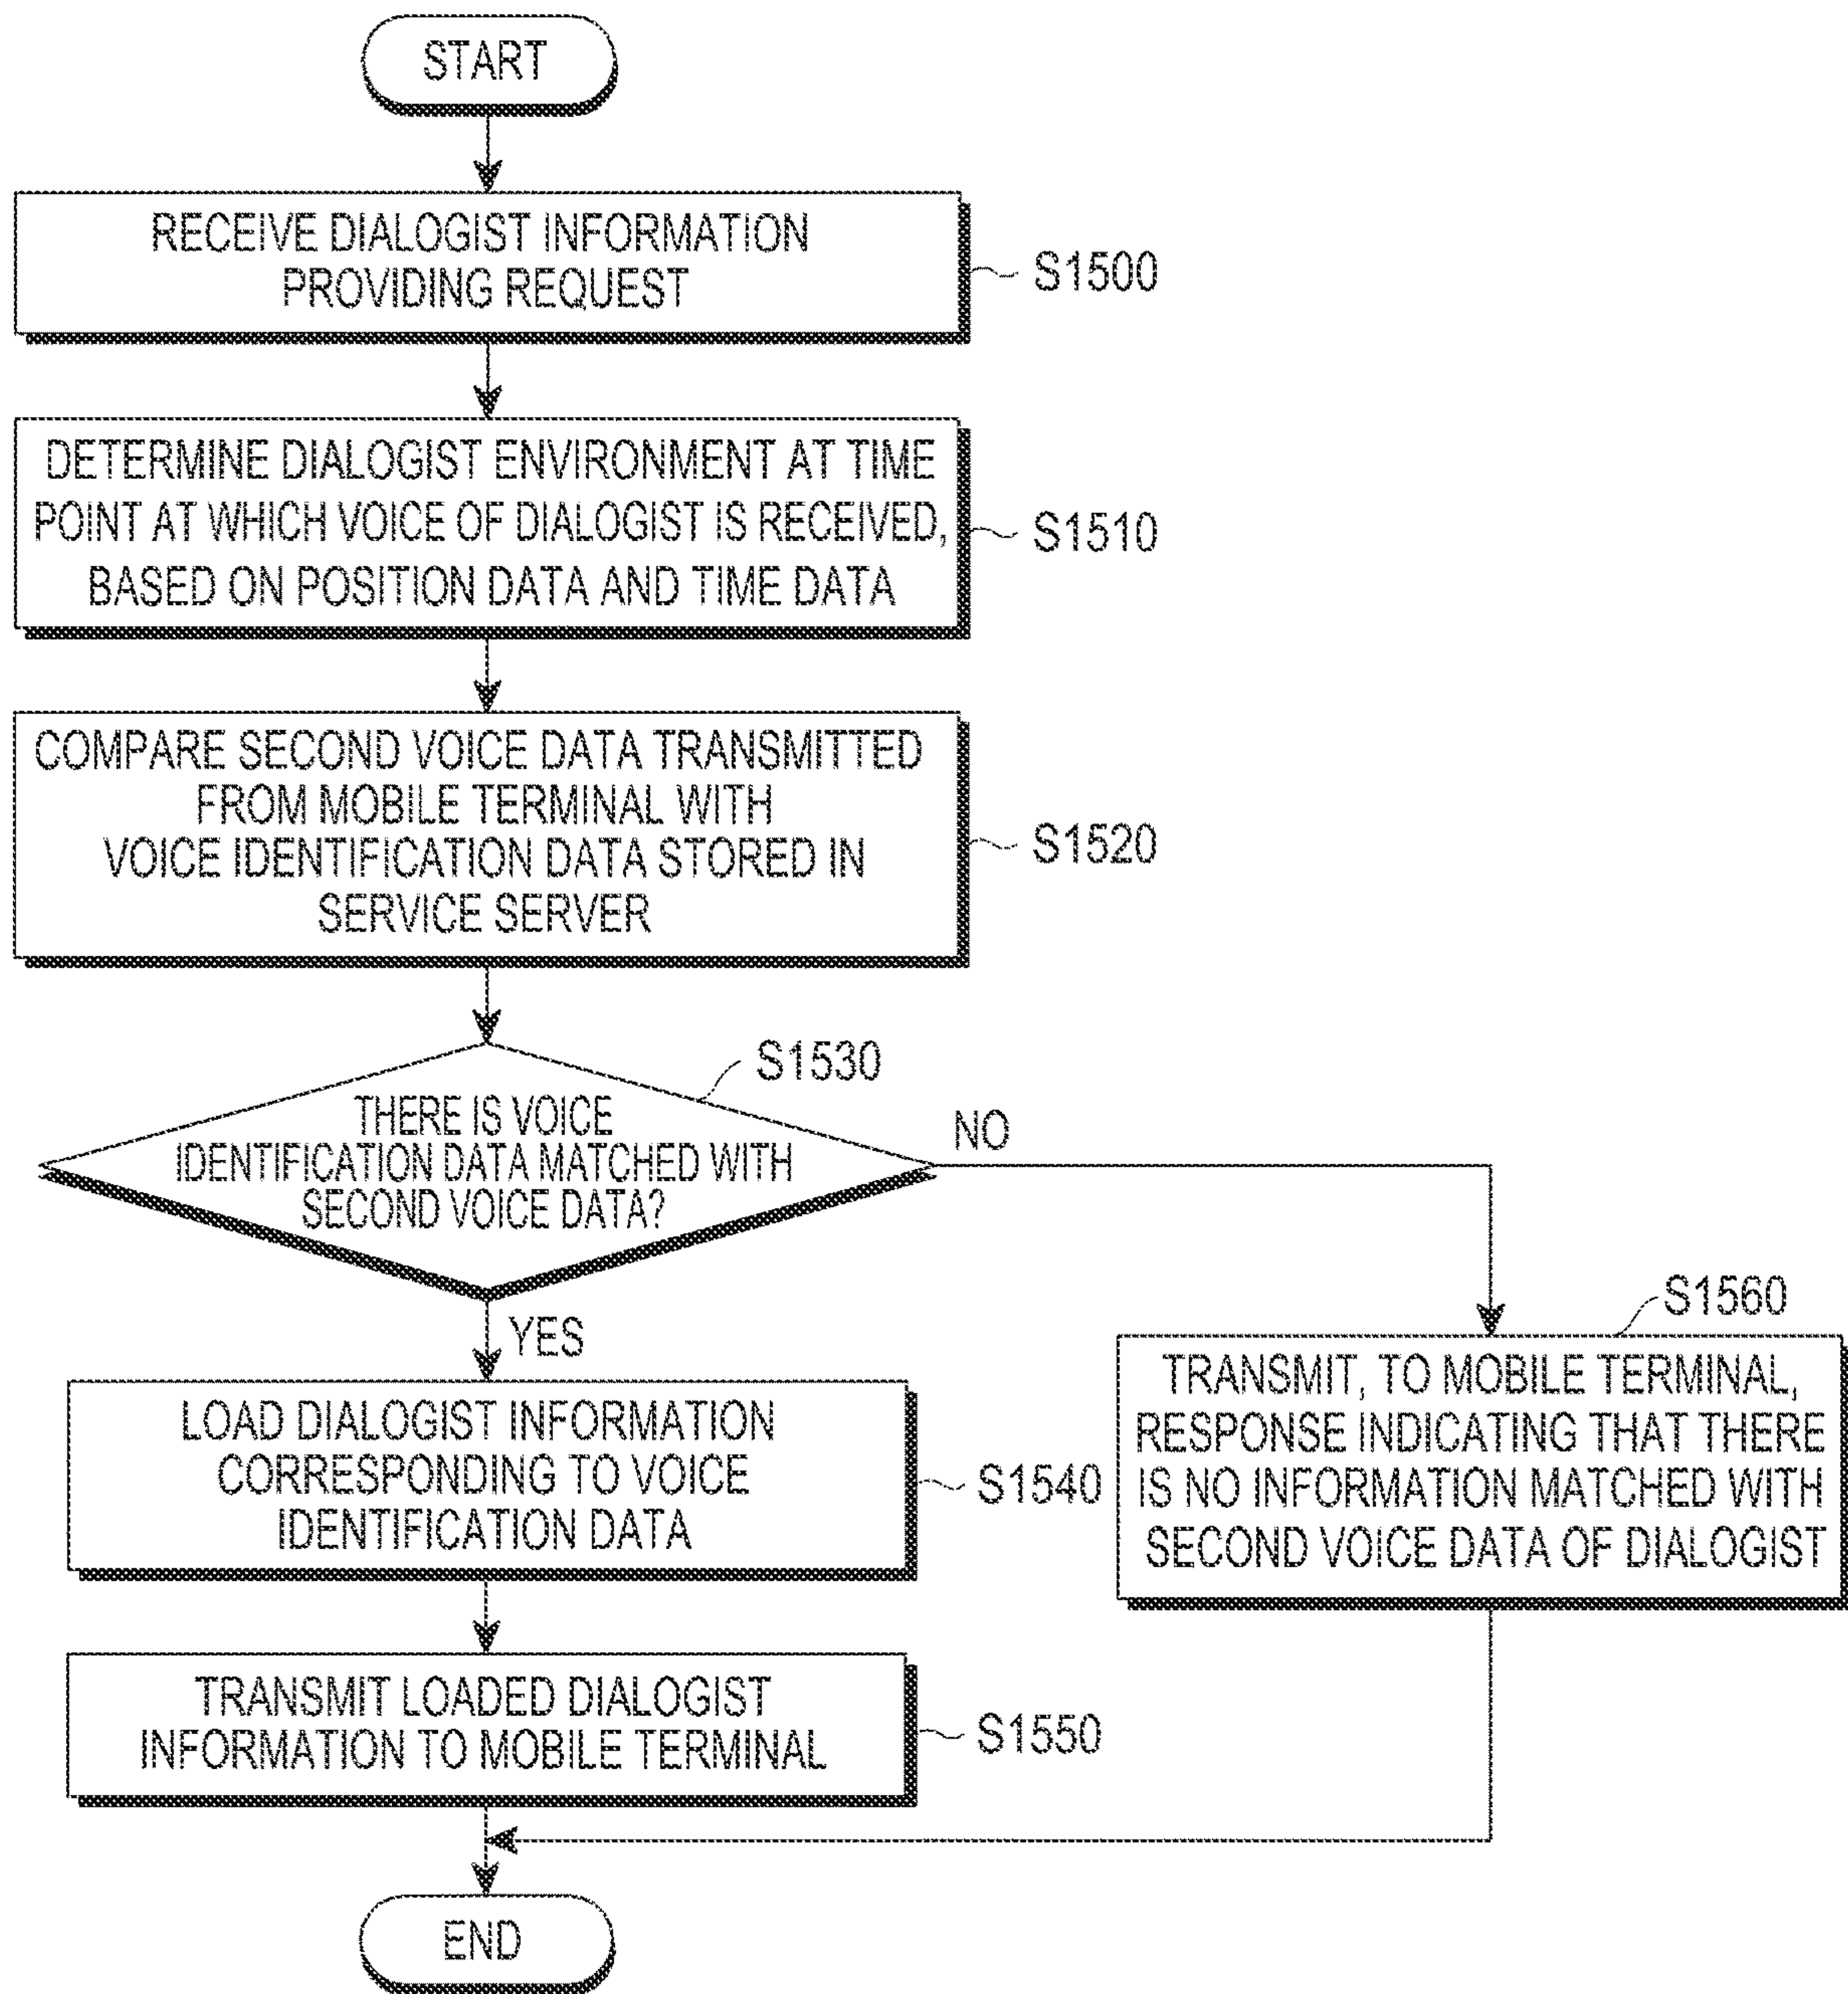 START
RECEIVE DIALOGIST INFORMATION
PROVIDING REQUEST
S1500
DETERMINE DIALOGIST ENVIRONMENT AT TIME
POINT AT WHICH VOICE OF DIALOGIST IS RECEIVED,
BASED ON POSITION DATA AND TIME DATA
S1510
COMPARE SECOND VOICE DATA TRANSMITTED
FROM MOBILE TERMINAL WITH
VOICE IDENTIFICATION DATA STORED IN
SERVICE SERVER
S1520
S1530
THERE IS VOICE
IDENTIFICATION DATA MATCHED WITH
SECOND VOICE DATA?
NO
YES
S1560
TRANSMIT, TO MOBILE TERMINAL,
RESPONSE INDICATING THAT THERE
IS NO INFORMATION MATCHED WITH
SECOND VOICE DATA OF DIALOGIST
LOAD DIALOGIST INFORMATION
CORRESPONDING TO VOICE
IDENTIFICATION DATA
S1540
TRANSMIT LOADED DIALOGIST
INFORMATION TO MOBILE TERMINAL
S1550
END